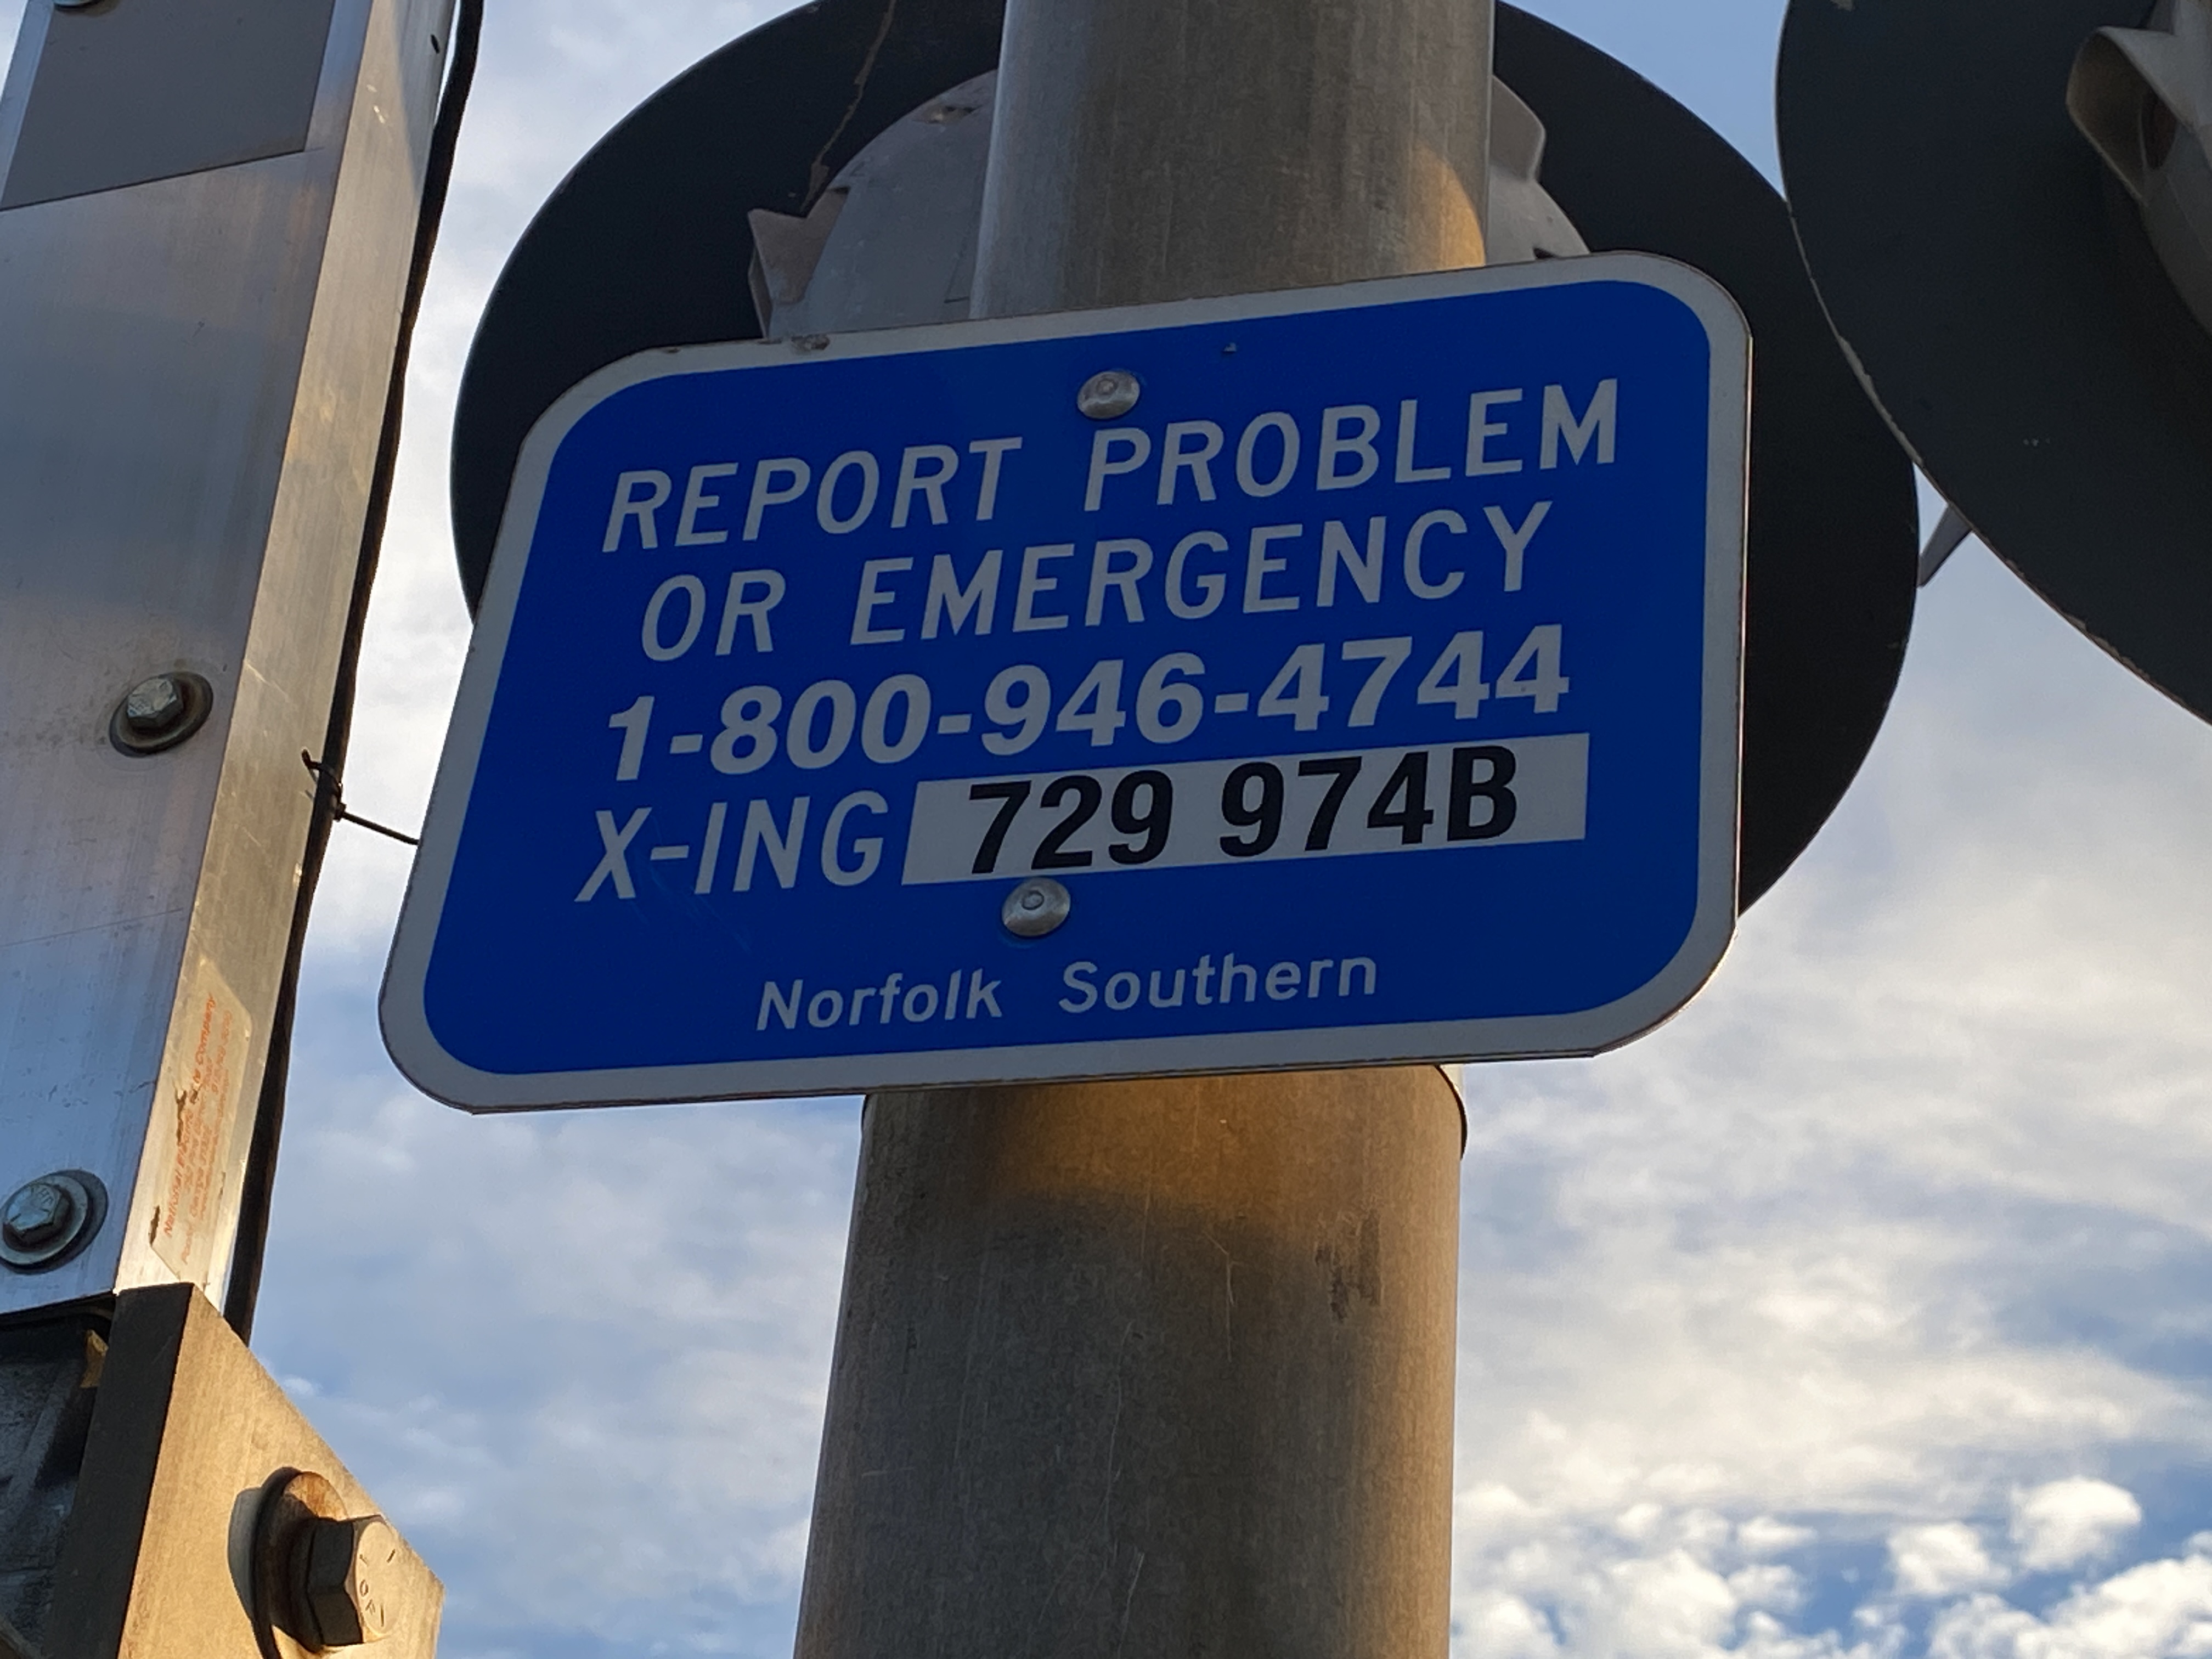 REPORT PROBLEM
OR EMERGENCY
1-800-946-4744
X-ING 729 974B
Norfolk Southern